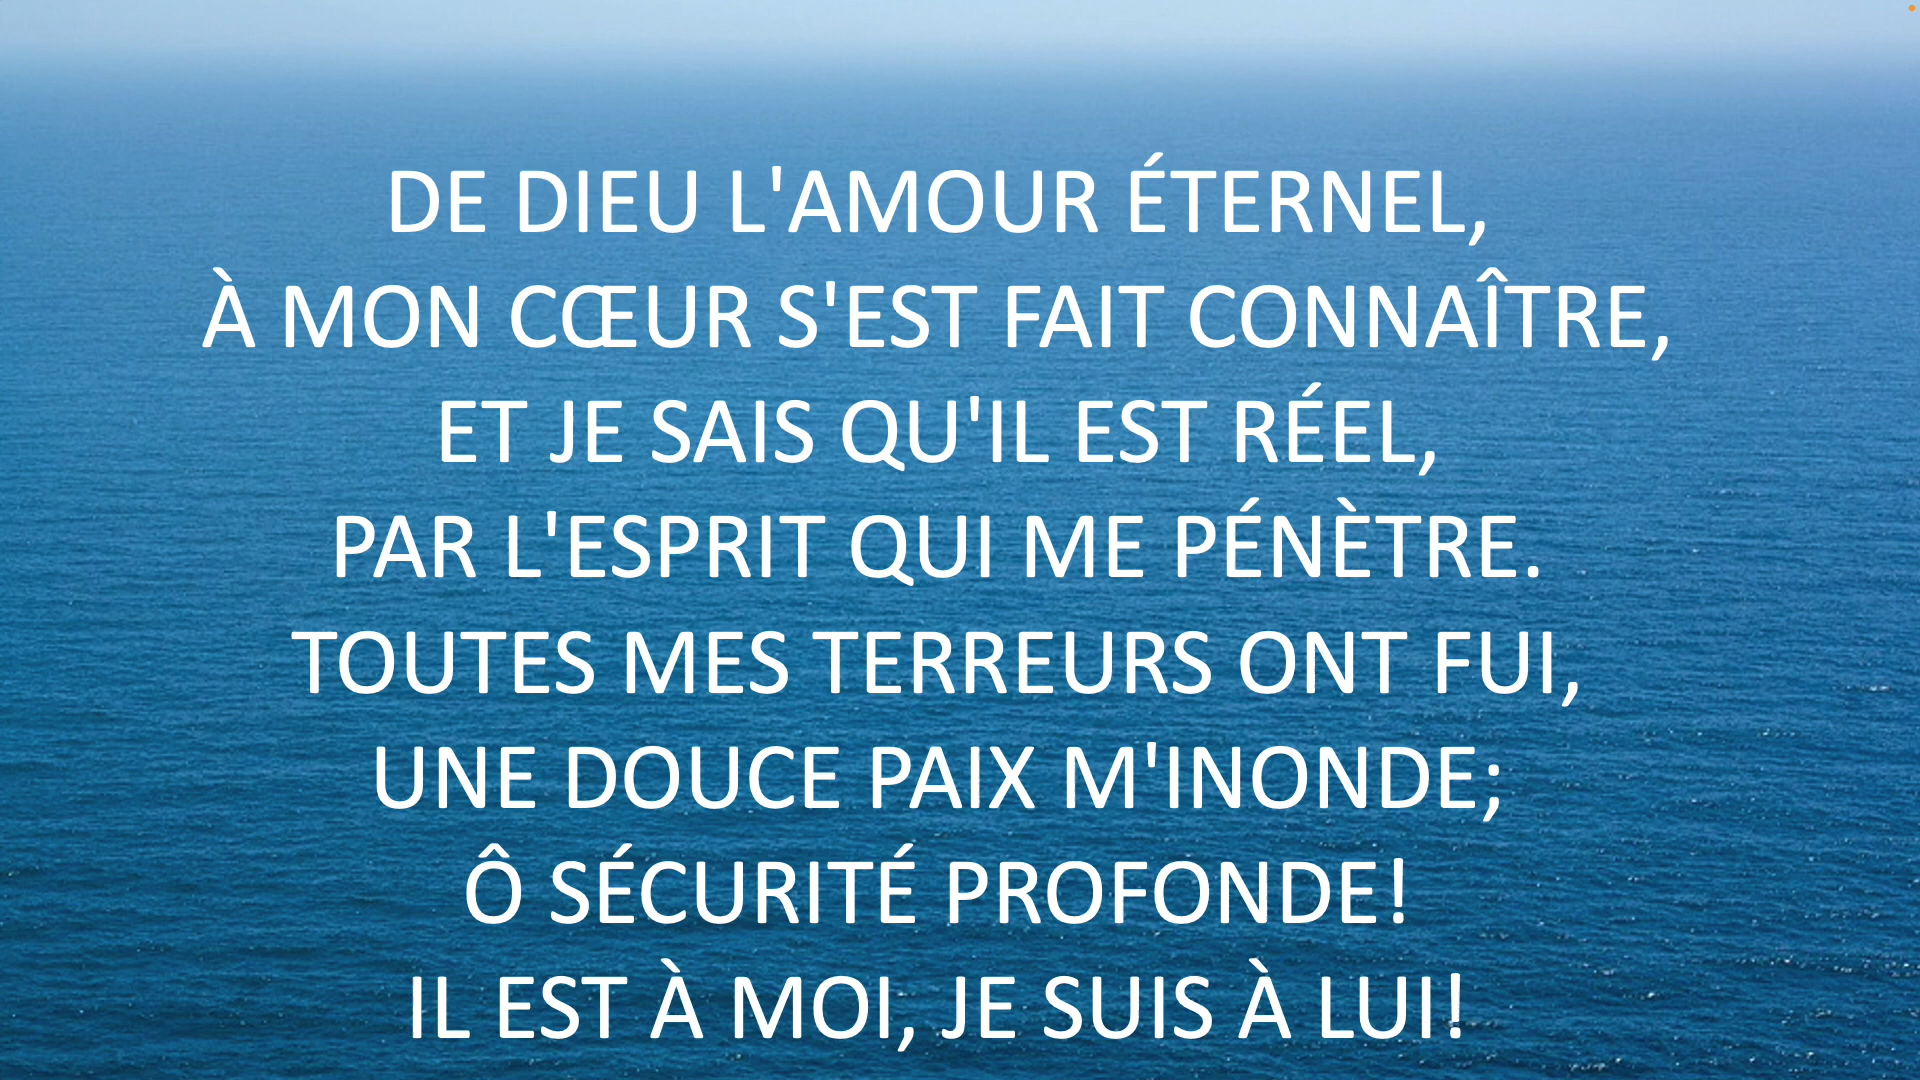 DE DIEU L'AMOUR ÉTERNEL,
À MON CŒUR S'EST FAIT CONNAÎTRE,
ET JE SAIS QU'IL EST RÉEL,
PAR L'ESPRIT QUI ME PÉNÈTRE.
TOUTES MES TERREURS ONT FUI,
UNE DOUCE PAIX M'INONDE;
Ô SÉCURITÉ PROFONDE!
IL EST À MOI, JE SUIS À LUI!